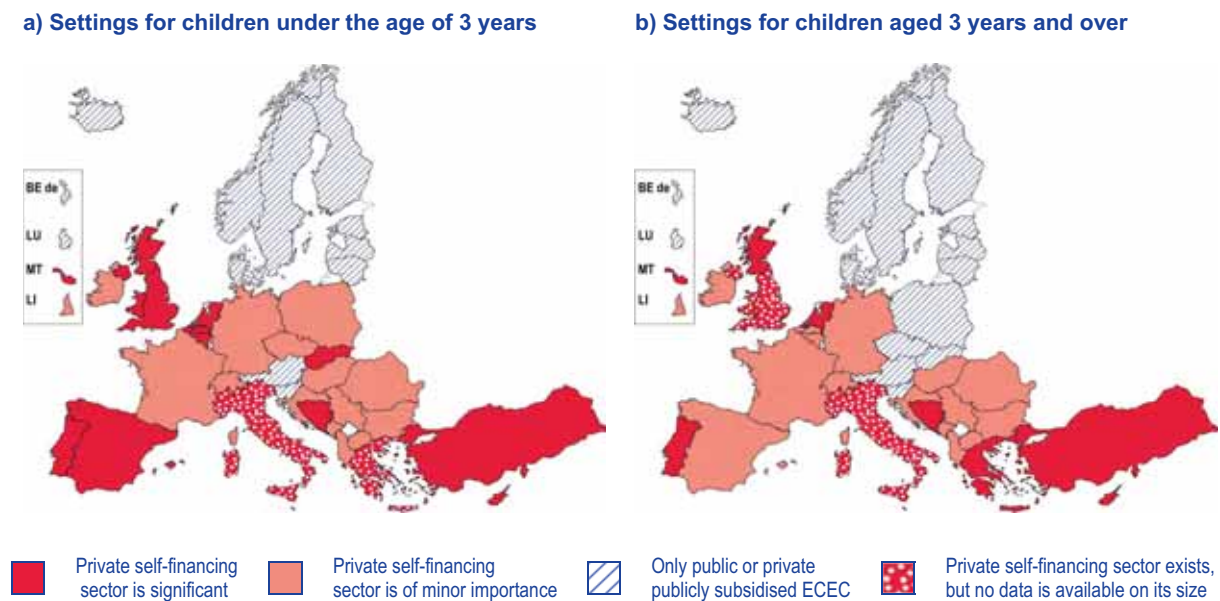 a) Settings for children under the age of 3 years
b) Settings for children aged 3 years and over
BE de
LU
MT
LI
BE de
LU
MT
LI
Private self-financing
sector is significant
Private self-financing
sector is of minor importance
Only public or private
publicly subsidised ECEC
Private self-financing sector exists,
but no data is available on its size